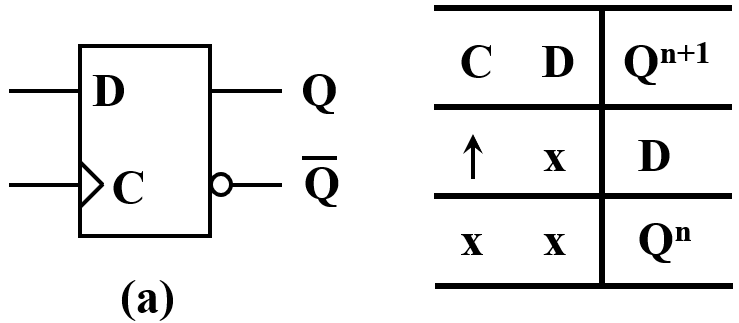 D Q
C Q̅
(a)
C D Qⁿ⁺¹
↑ x D
x x Qⁿ